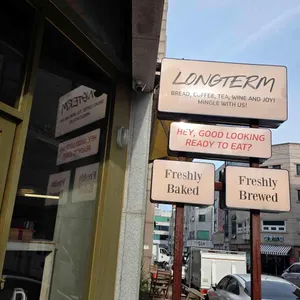 LONGTERM
BREAD, COFFEE, TEA, WINE AND JOY!
MINGLE WITH US!
HEY, GOOD LOOKING
READY TO EAT?
Freshly
Baked
Freshly
Brewed